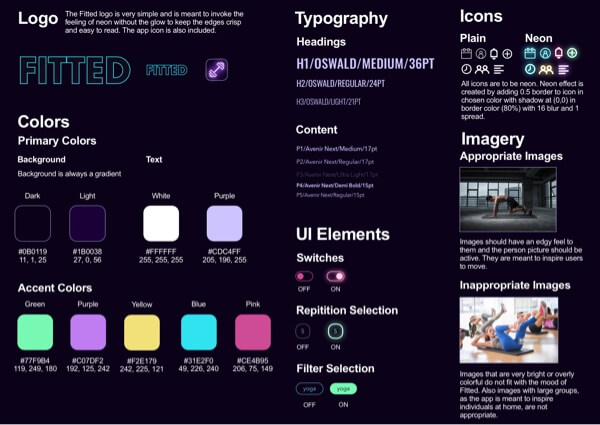 Logo
The Fitted logo is very simple and is meant to invoke the
feeling of neon without the glow to keep the edges crisp
and easy to read. The app icon is also included.
FITTED
FITTED
Colors
Primary Colors
Background
Text
Background is always a gradient
Dark
Light
White
Purple
#0B0119
#1B0038
#FFFFFF
#CDC4FF
11, 1, 25
27, 0, 56
255, 255, 255
205, 196, 255
Accent Colors
Green
Purple
Yellow
Blue
Pink
#77F9B4
#C07DF2
#F2E179
#31E2F0
#CE4B95
119, 249, 180
192, 125, 242
242, 225, 121
49, 226, 240
206, 75, 149
Typography
Headings
H1/OSWALD/MEDIUM/36PT
H2/OSWALD/REGULAR/24PT
H3/OSWALD/LIGHT/21PT
Content
P1/Avenir Next/Medium/17pt
P2/Avenir Next/Regular/17pt
P3/Avenir Next/Ultra Light/17pt
P4/Avenir Next/Demi Bold/15pt
P5/Avenir Next/Regular/15pt
UI Elements
Switches
OFF
ON
Repitition Selection
5
5
OFF
ON
Filter Selection
yoga
yoga
OFF
ON
Icons
Plain
Neon
All icons are to be neon. Neon effect is
created by adding 0.5 border to icon in
chosen color with shadow at (0,0) in
border color (80%) with 16 blur and 1
spread.
Imagery
Appropriate Images
Images should have an edgy feel to
them and the person picture should be
active. They are meant to inspire users
to move.
Inappropriate Images
Images that are very bright or overly
colorful do not fit with the mood of
Fitted. Also images with large groups,
as the app is meant to inspire
individuals at home, are not
appropriate.